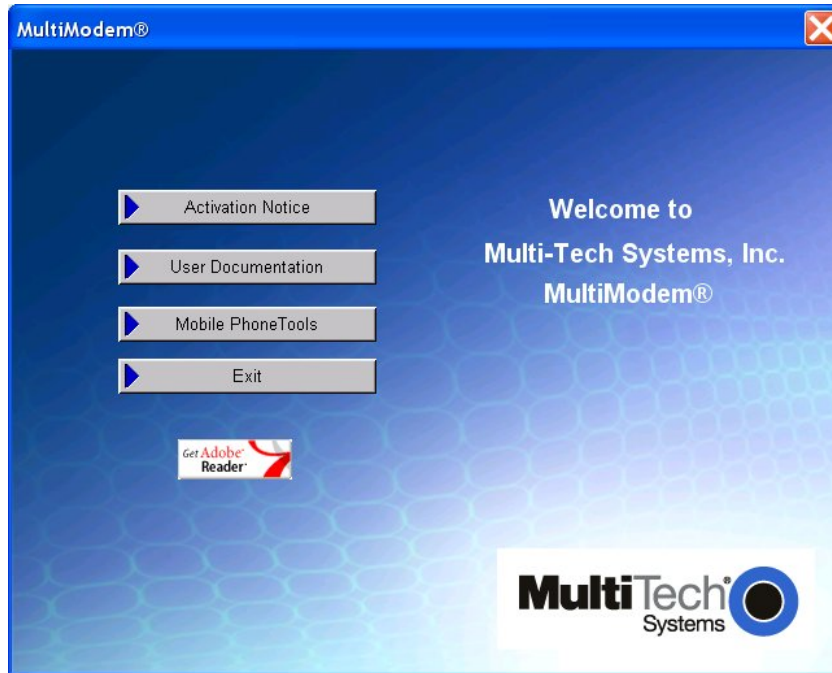 MultiModem®
Activation Notice
User Documentation
Mobile PhoneTools
Exit
Get Adobe®
Reader®
Welcome to
Multi-Tech Systems, Inc.
MultiModem®
MultiTech®
Systems